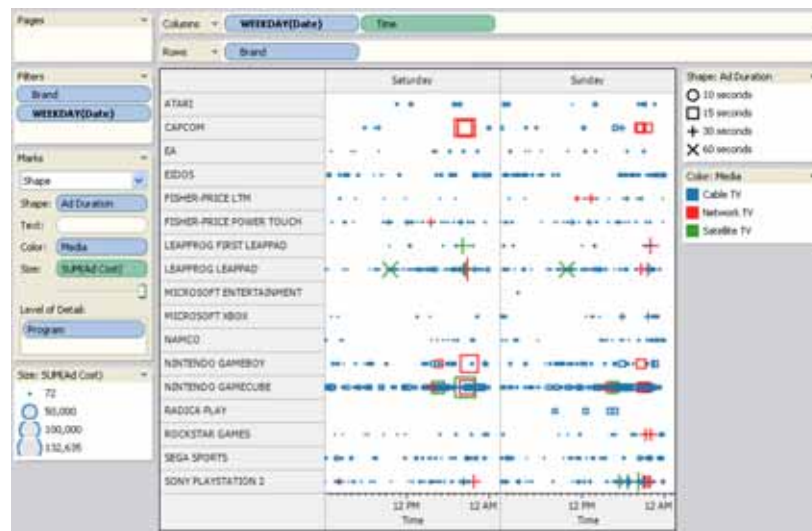 Pages
Columns WEEKDAY(Date) Time
Rows Brand
Filters
Brand
WEEKDAY(Date)
Marks
Shape
Shape: Ad Duration
Text:
Color: Media
Size: SUM(Ad Cost)
Level of Detail:
Program
Size: SUM(Ad Cost)
72
50,000
100,000
132,635
Saturday Sunday
ATARI
CAPCOM
EA
EIDOS
FISHER-PRICE LTM
FISHER-PRICE POWER TOUCH
LEAPFROG FIRST LEAPPAD
LEAPFROG LEAPPAD
MICROSOFT ENTERTAINMENT
MICROSOFT XBOX
NAMCO
NINTENDO GAMEBOY
NINTENDO GAMECUBE
RADICA PLAY
ROCKSTAR GAMES
SEGA SPORTS
SONY PLAYSTATION 2
12 PM 12 AM 12 PM 12 AM
Time Time
Shape: Ad Duration
10 seconds
15 seconds
30 seconds
60 seconds
Color: Media
Cable TV
Network TV
Satellite TV